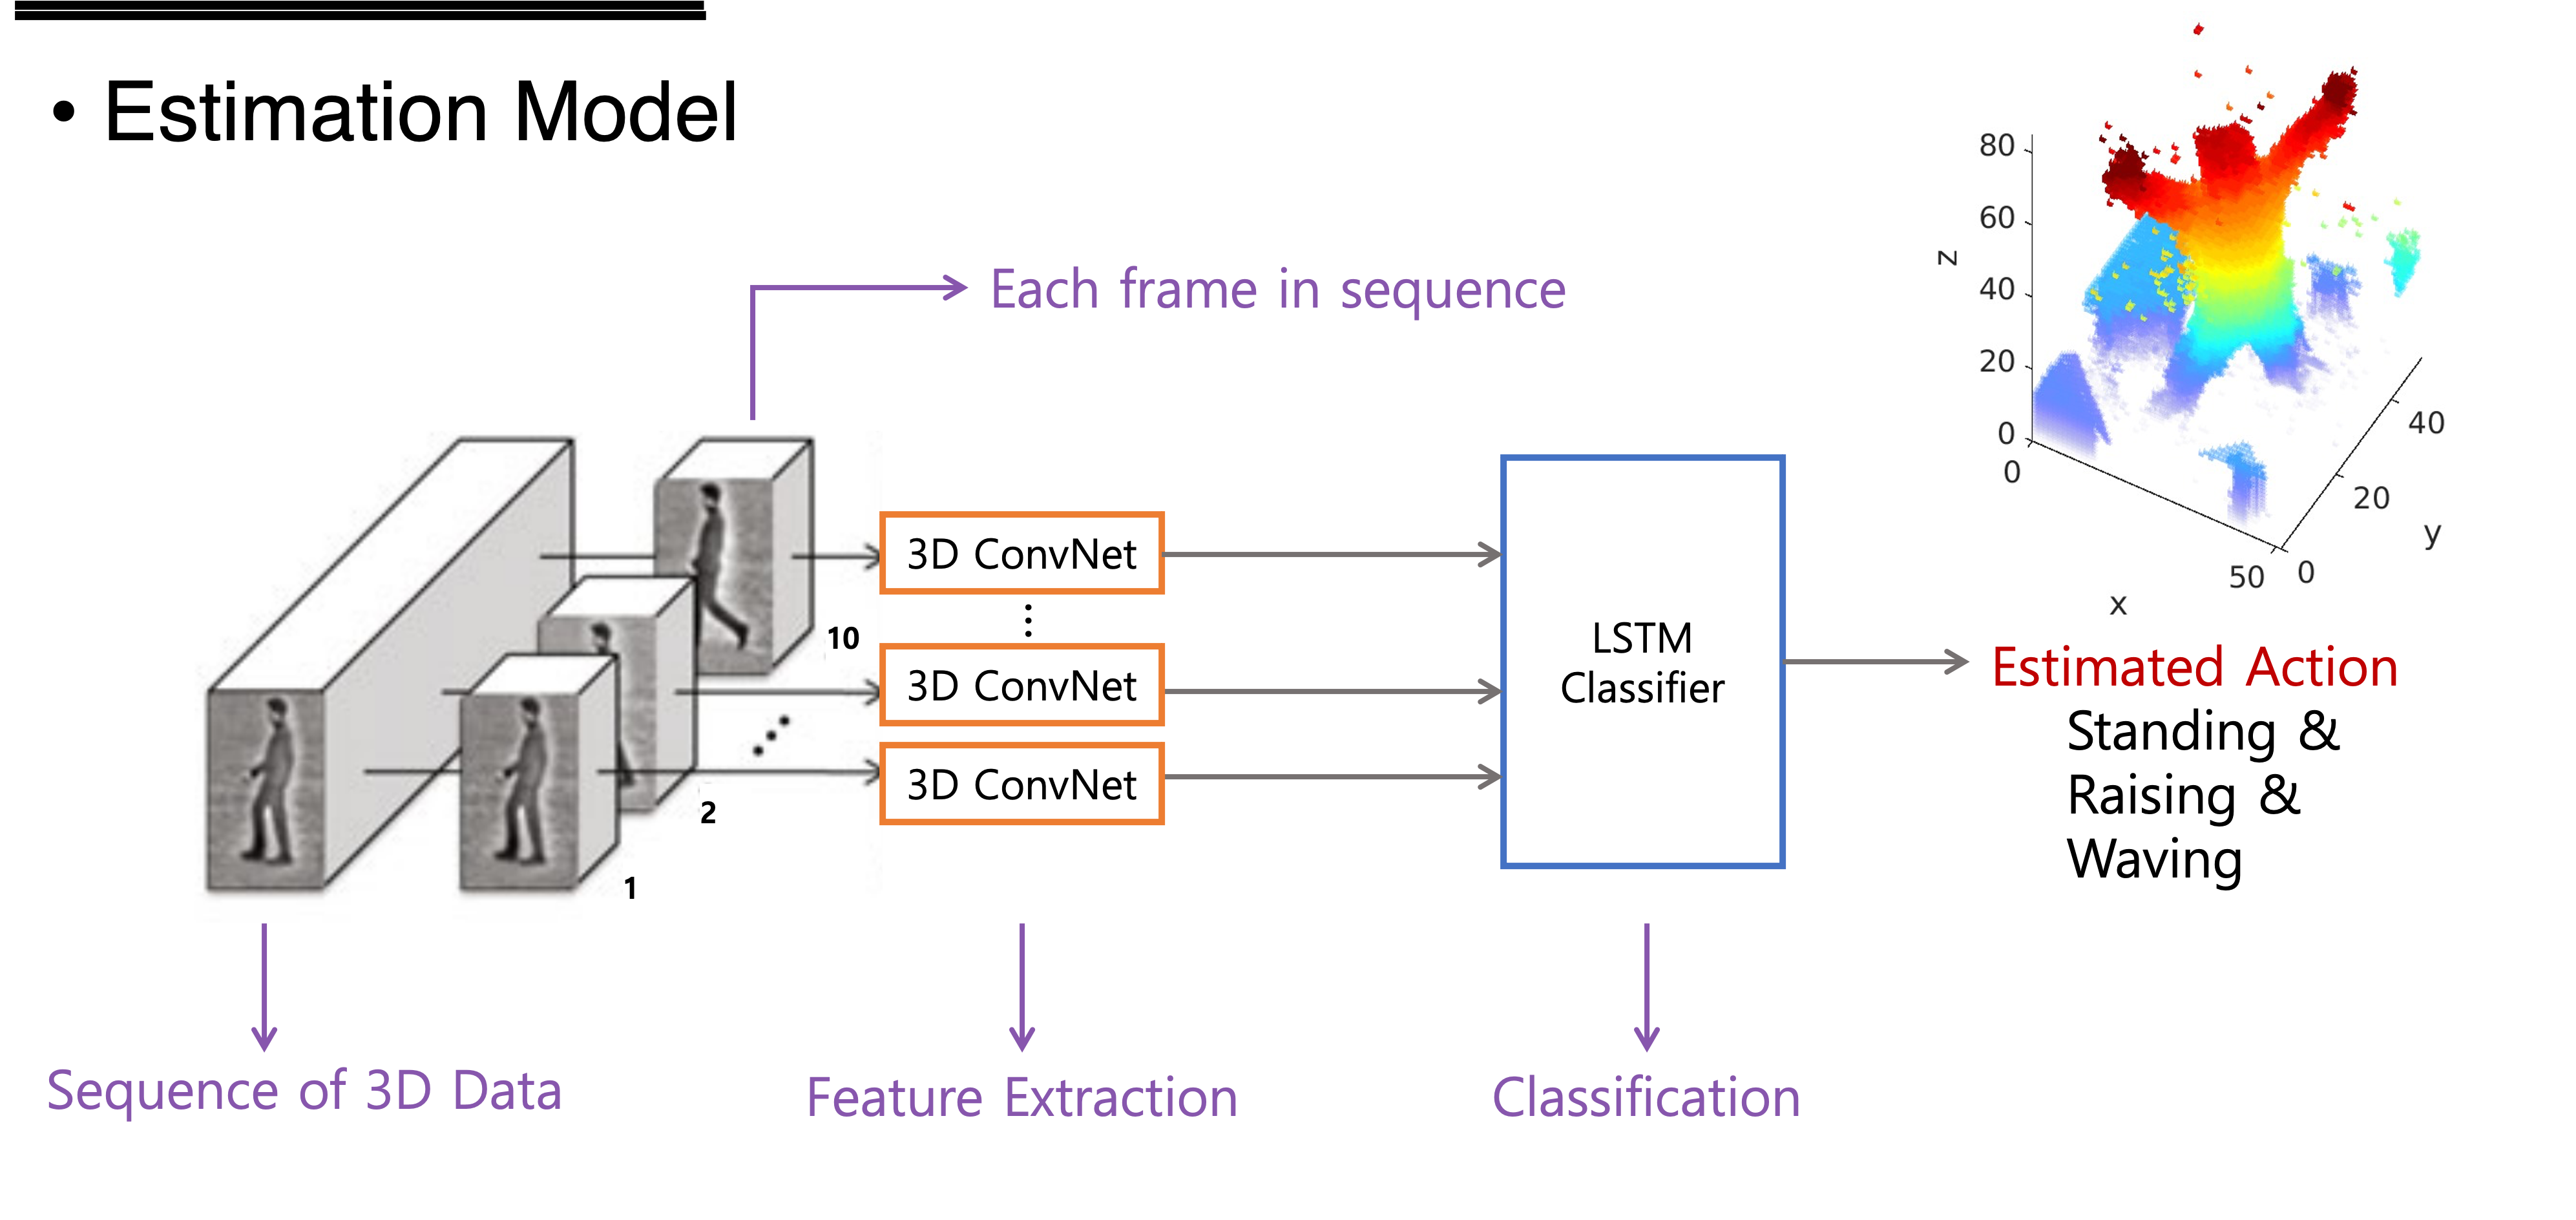 • Estimation Model
Each frame in sequence
80
60
40
20
0
z
0
50
x
0
20
40
y
10
2
1
3D ConvNet
⋮
3D ConvNet
3D ConvNet
LSTM
Classifier
Estimated Action
Standing &
Raising &
Waving
Sequence of 3D Data
Feature Extraction
Classification